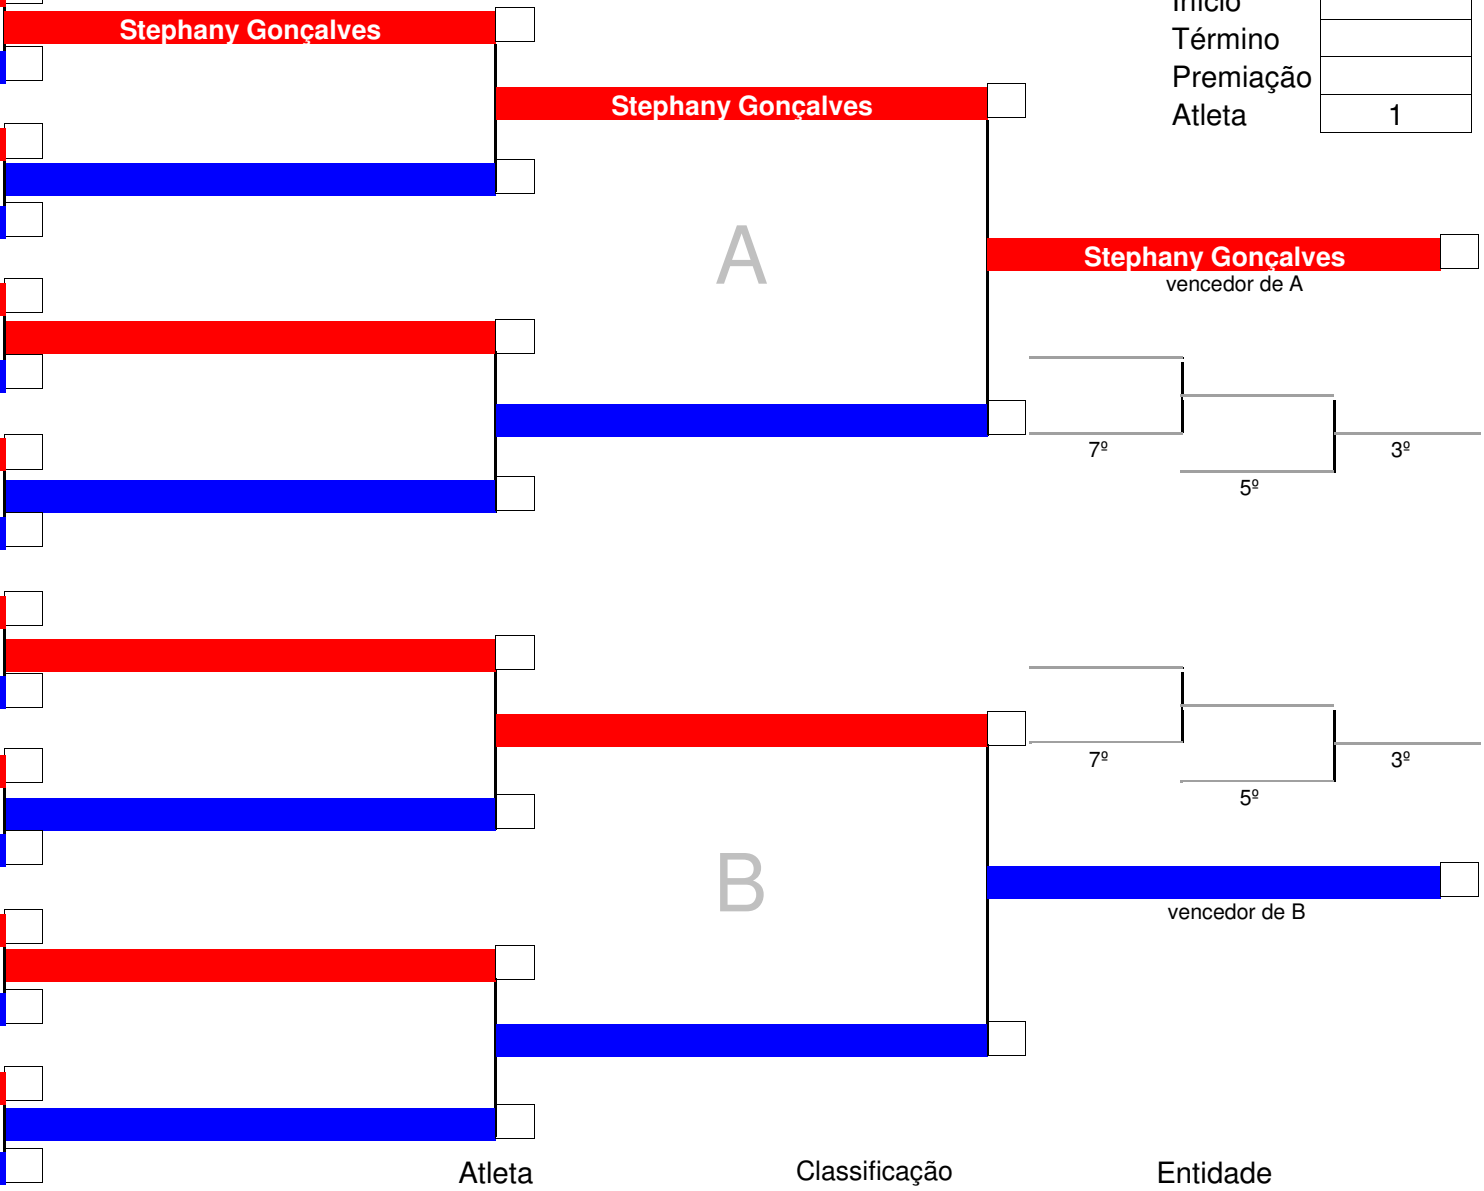 Início
Stephany Gonçalves
Término
Premiação
Stephany Gonçalves
Atleta 1
A
Stephany Gonçalves
vencedor de A
7º 3º
5º
7º 3º
5º
B
vencedor de B
Atleta Classificação Entidade